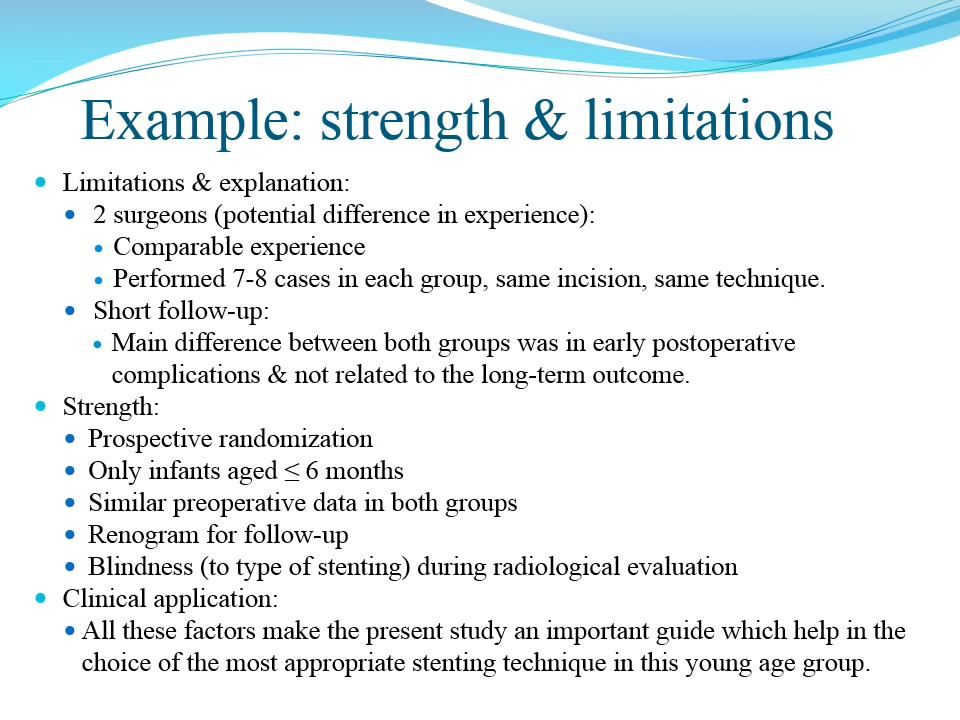 Example: strength & limitations
Limitations & explanation:
2 surgeons (potential difference in experience):
Comparable experience
Performed 7-8 cases in each group, same incision, same technique.
Short follow-up:
Main difference between both groups was in early postoperative
complications & not related to the long-term outcome.
Strength:
Prospective randomization
Only infants aged ≤ 6 months
Similar preoperative data in both groups
Renogram for follow-up
Blindness (to type of stenting) during radiological evaluation
Clinical application:
All these factors make the present study an important guide which help in the
choice of the most appropriate stenting technique in this young age group.